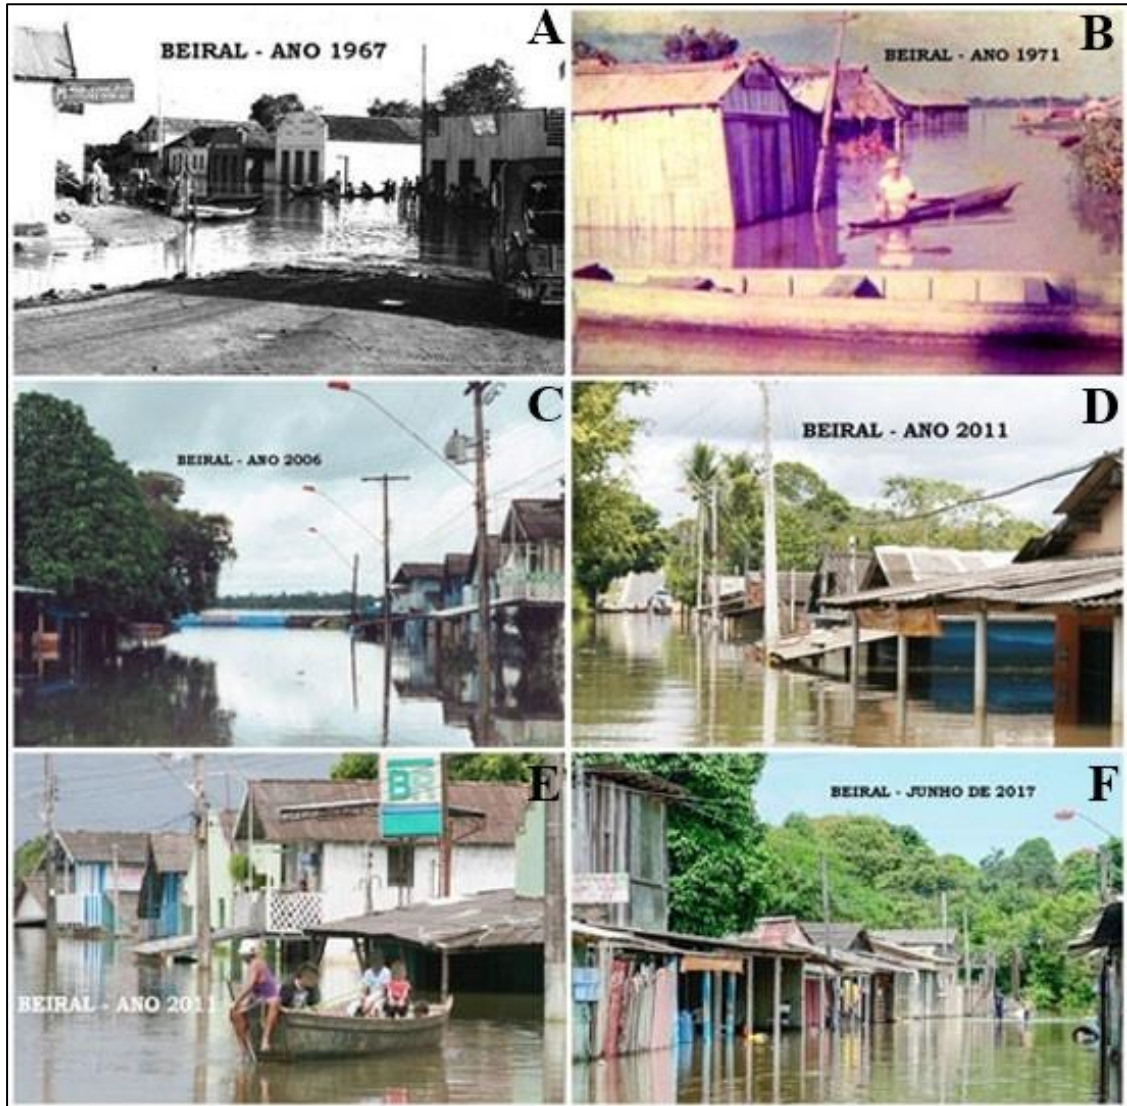 A
BEIRAL - ANO 1967
B
BEIRAL - ANO 1971
C
BEIRAL - ANO 2006
D
BEIRAL - ANO 2011
E
B
BEIRAL - ANO 2011
F
BEIRAL - JUNHO DE 2017